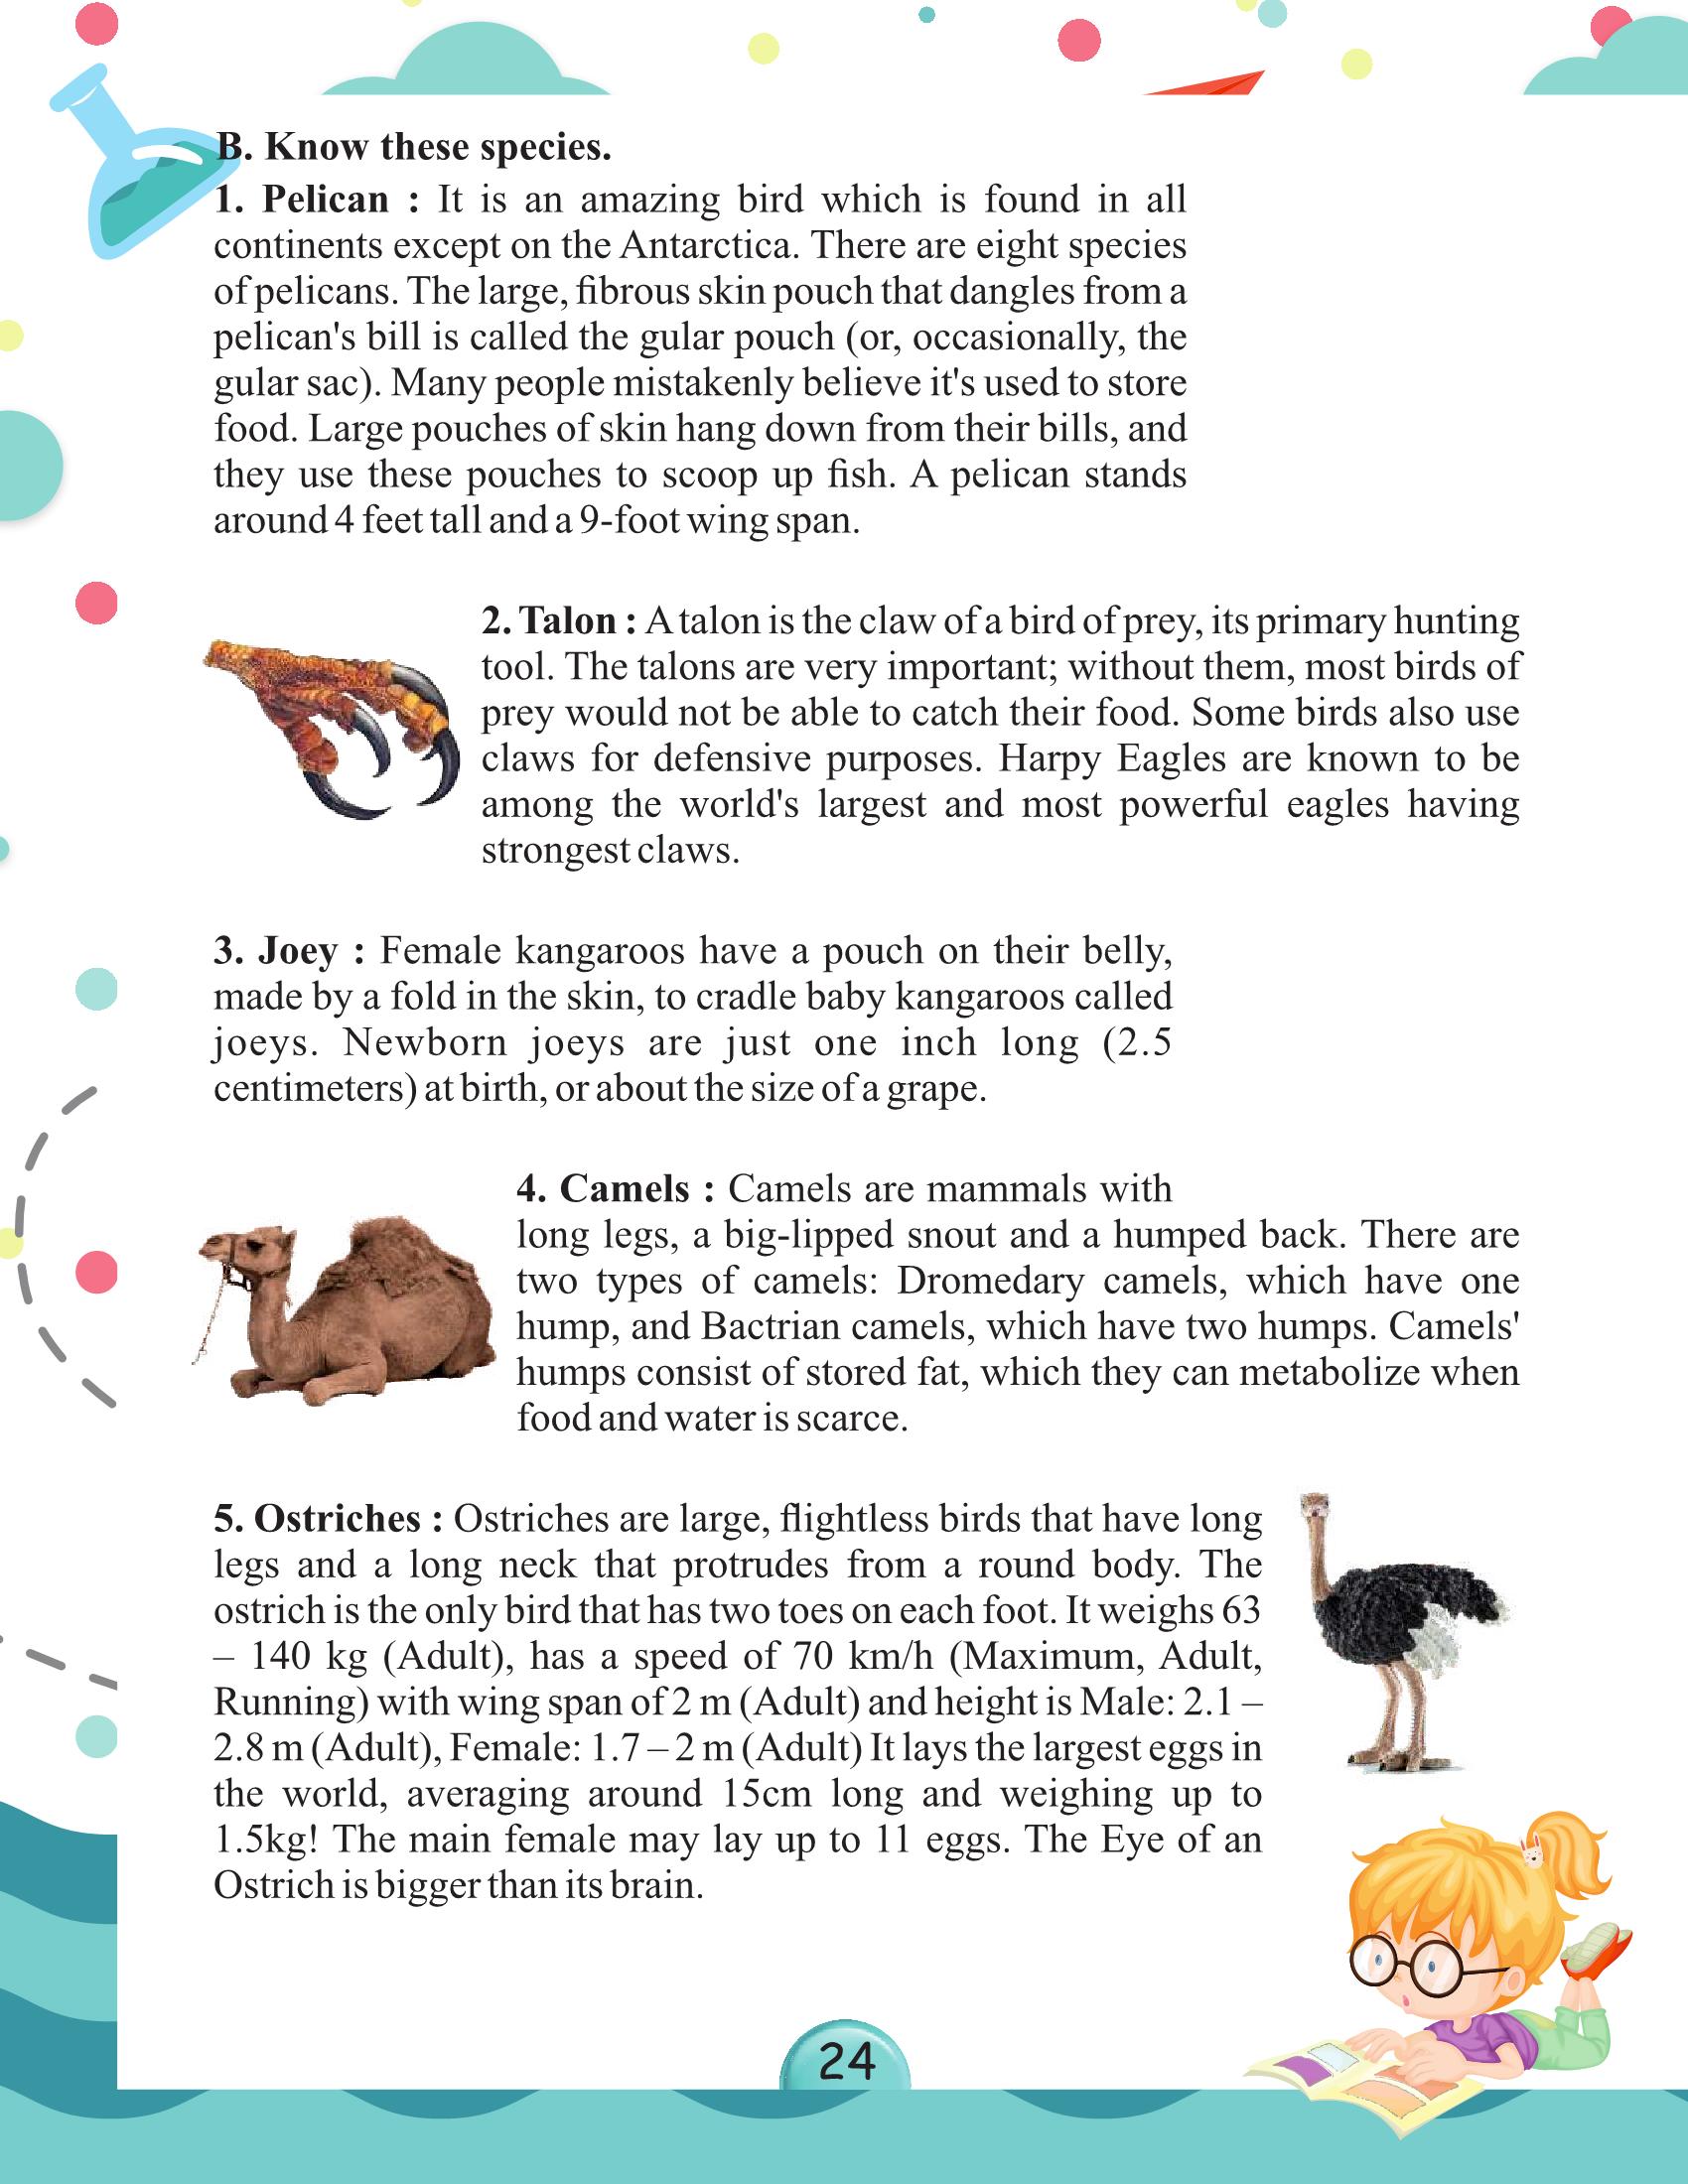 B. Know these species.
1. Pelican : It is an amazing bird which is found in all
continents except on the Antarctica. There are eight species
of pelicans. The large, fibrous skin pouch that dangles from a
pelican's bill is called the gular pouch (or, occasionally, the
gular sac). Many people mistakenly believe it's used to store
food. Large pouches of skin hang down from their bills, and
they use these pouches to scoop up fish. A pelican stands
around 4 feet tall and a 9-foot wing span.
2. Talon : A talon is the claw of a bird of prey, its primary hunting
tool. The talons are very important; without them, most birds of
prey would not be able to catch their food. Some birds also use
claws for defensive purposes. Harpy Eagles are known to be
among the world's largest and most powerful eagles having
strongest claws.
3. Joey : Female kangaroos have a pouch on their belly,
made by a fold in the skin, to cradle baby kangaroos called
joeys. Newborn joeys are just one inch long (2.5
centimeters) at birth, or about the size of a grape.
4. Camels : Camels are mammals with
long legs, a big-lipped snout and a humped back. There are
two types of camels: Dromedary camels, which have one
hump, and Bactrian camels, which have two humps. Camels'
humps consist of stored fat, which they can metabolize when
food and water is scarce.
5. Ostriches : Ostriches are large, flightless birds that have long
legs and a long neck that protrudes from a round body. The
ostrich is the only bird that has two toes on each foot. It weighs 63
– 140 kg (Adult), has a speed of 70 km/h (Maximum, Adult,
Running) with wing span of 2 m (Adult) and height is Male: 2.1 –
2.8 m (Adult), Female: 1.7 – 2 m (Adult) It lays the largest eggs in
the world, averaging around 15cm long and weighing up to
1.5kg! The main female may lay up to 11 eggs. The Eye of an
Ostrich is bigger than its brain.
24